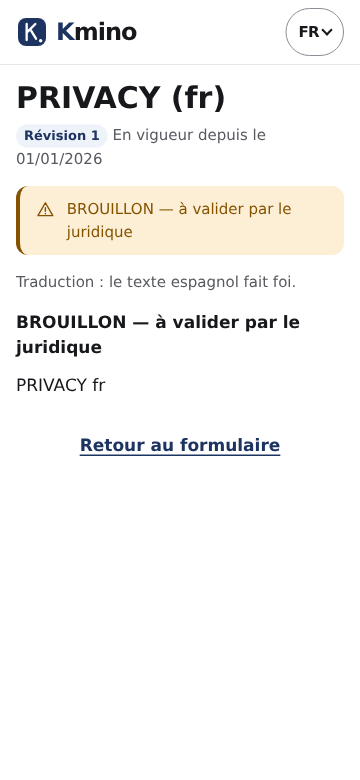 K. Kmino
FR
PRIVACY (fr)
Révision 1 En vigueur depuis le
01/01/2026
BROUILLON — à valider par le
juridique
Traduction : le texte espagnol fait foi.
BROUILLON — à valider par le
juridique
PRIVACY fr
Retour au formulaire